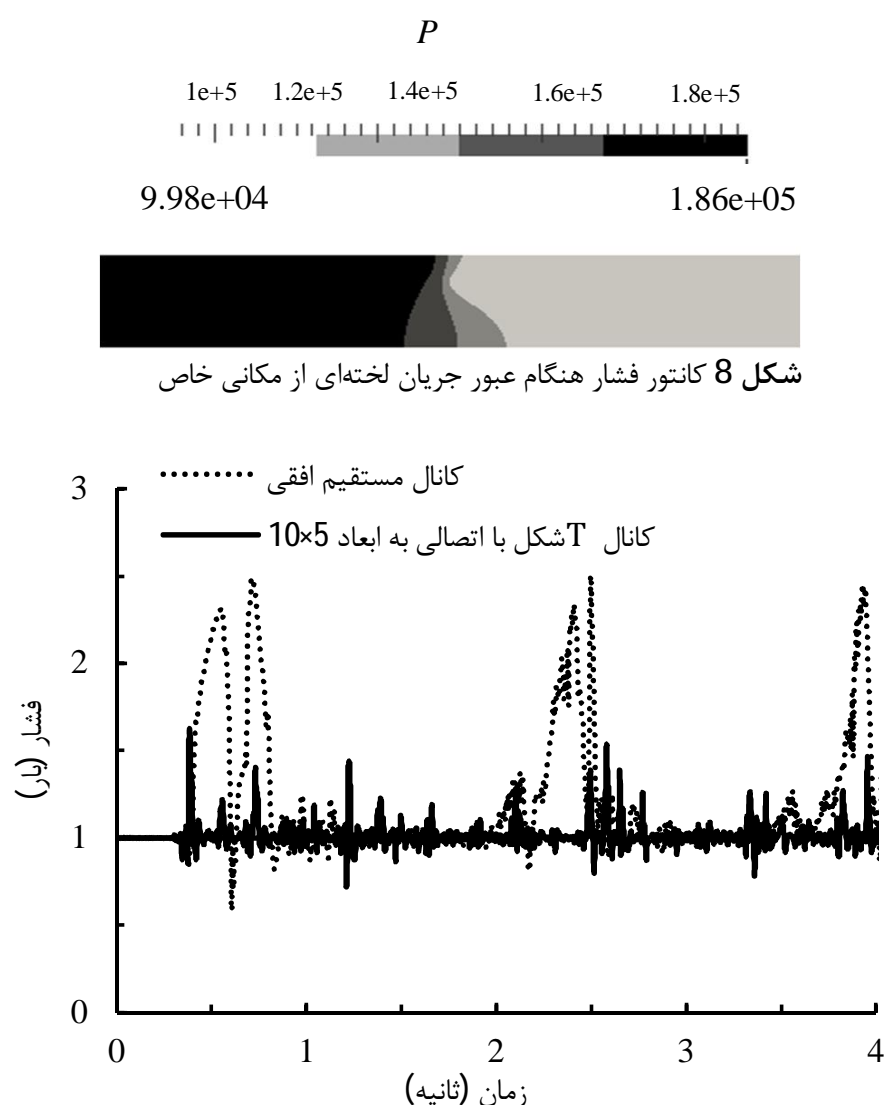 P
1e+5 1.2e+5 1.4e+5 1.6e+5 1.8e+5
9.98e+04 1.86e+05
شکل 8 کانتور فشار هنگام عبور جریان لخته‌ای از مکانی خاص
کانال مستقیم افقی
کانال T شکل با اتصالی به ابعاد 5×10
3
2
1
0
فشار (بار)
0 1 2 3 4
زمان (ثانیه)